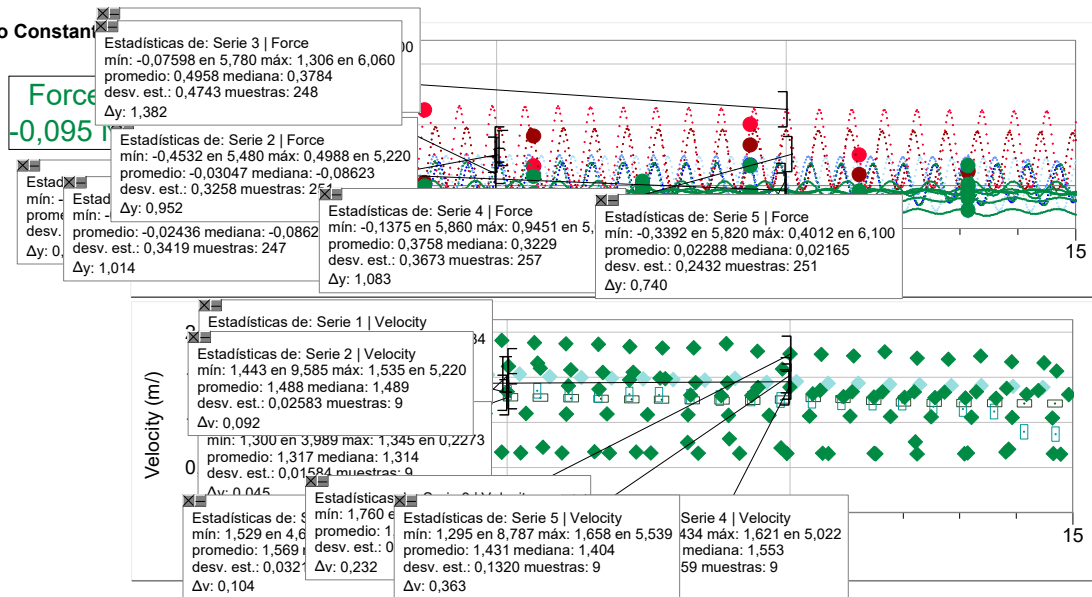 o Constant
00
Force
-0,095
Estadísticas de: Serie 3 | Force
mín: -0,07598 en 5,780 máx: 1,306 en 6,060
promedio: 0,4958 mediana: 0,3784
desv. est.: 0,4743 muestras: 248
Δy: 1,382
Estadísticas de: Serie 2 | Force
mín: -0,4532 en 5,480 máx: 0,4988 en 5,220
promedio: -0,03047 mediana: -0,08623
desv. est.: 0,3258 muestras: 25
Δy: 0,952
Estad
mín: -
prome
desv. e
Δy: 0,
Estad
mín: -
promedio: -0,02436 mediana: -0,0862
desv. est.: 0,3419 muestras: 247
Δy: 1,014
Estadísticas de: Serie 4 | Force
mín: -0,1375 en 5,860 máx: 0,9451 en 5,
promedio: 0,3758 mediana: 0,3229
desv. est.: 0,3673 muestras: 257
Δy: 1,083
Estadísticas de: Serie 5 | Force
mín: -0,3392 en 5,820 máx: 0,4012 en 6,100
promedio: 0,02288 mediana: 0,02165
desv. est.: 0,2432 muestras: 251
Δy: 0,740
15
Velocity (m/)
0
Estadísticas de: Serie 1 | Velocity
34
Estadísticas de: Serie 2 | Velocity
mín: 1,443 en 9,585 máx: 1,535 en 5,220
promedio: 1,488 mediana: 1,489
desv. est.: 0,02583 muestras: 9
Δv: 0,092
mín: 1,300 en 3,989 máx: 1,345 en 0,2273
promedio: 1,317 mediana: 1,314
desv. est.: 0,01584 muestras: 9
Δv: 0,045
Estadísticas de: S
mín: 1,529 en 4,6
promedio: 1,569
desv. est.: 0,0321
Δv: 0,104
Estadísticas
mín: 1,760 e
promedio: 1
desv. est.: 0
Δv: 0,232
Estadísticas de: Serie 5 | Velocity
mín: 1,295 en 8,787 máx: 1,658 en 5,539
promedio: 1,431 mediana: 1,404
desv. est.: 0,1320 muestras: 9
Δv: 0,363
Serie 4 | Velocity
434 máx: 1,621 en 5,022
mediana: 1,553
59 muestras: 9
15